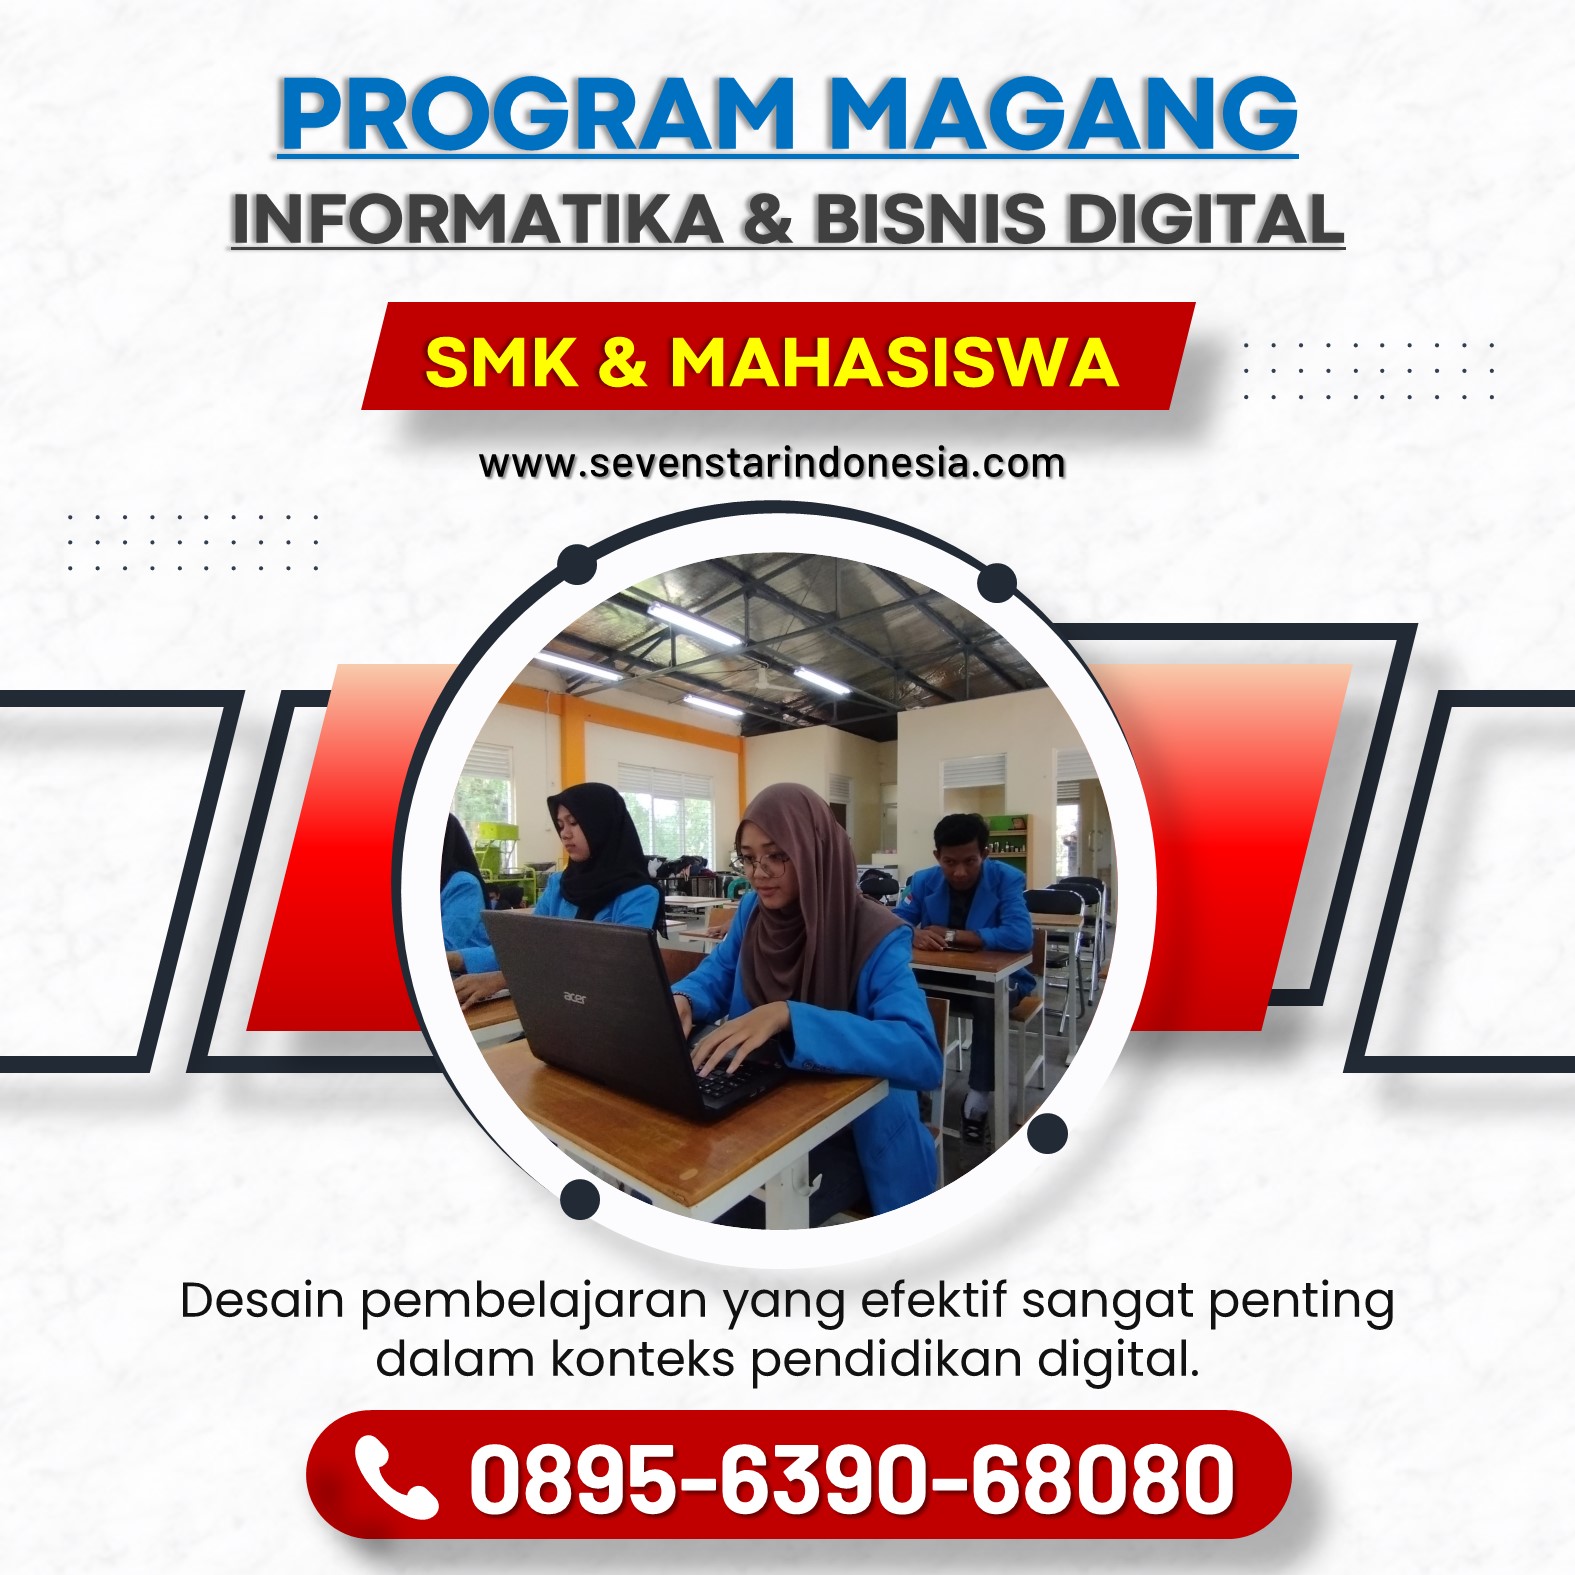 PROGRAM MAGANG
INFORMATIKA & BISNIS DIGITAL
SMK & MAHASISWA
www.sevenstarindonesia.com
acer
Desain pembelajaran yang efektif sangat penting
dalam konteks pendidikan digital.
0895-6390-68080